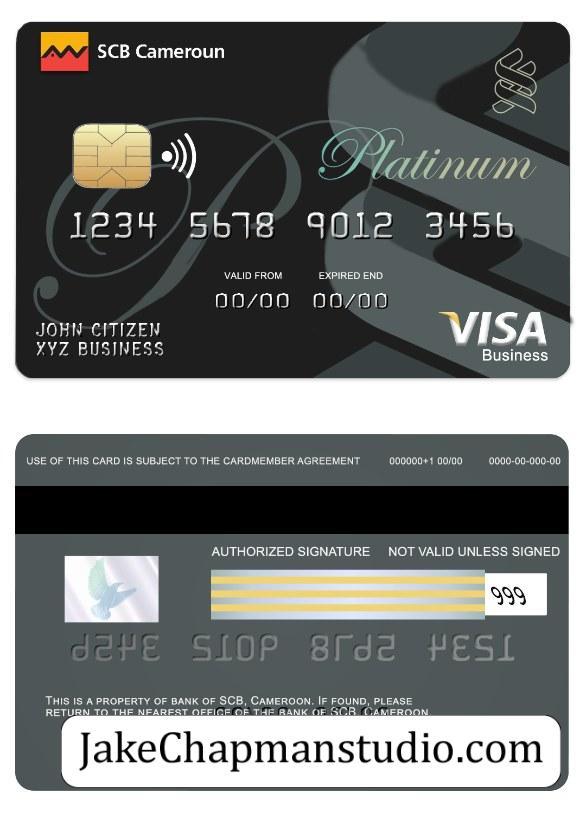 SCB Cameroun
Platinum
1234 5678 9012 3456
VALID FROM EXPIRED END
00/00 00/00
JOHN CITIZEN
XYZ BUSINESS
VISA
Business
USE OF THIS CARD IS SUBJECT TO THE CARDMEMBER AGREEMENT 000000+1 00/00 0000-00-000-00
AUTHORIZED SIGNATURE NOT VALID UNLESS SIGNED
999
THIS IS A PROPERTY OF BANK OF SCB, CAMEROON. IF FOUND, PLEASE
RETURN TO THE NEAREST OFFICE OF THE BANK OF SCB, CAMEROON.
JakeChapmanstudio.com